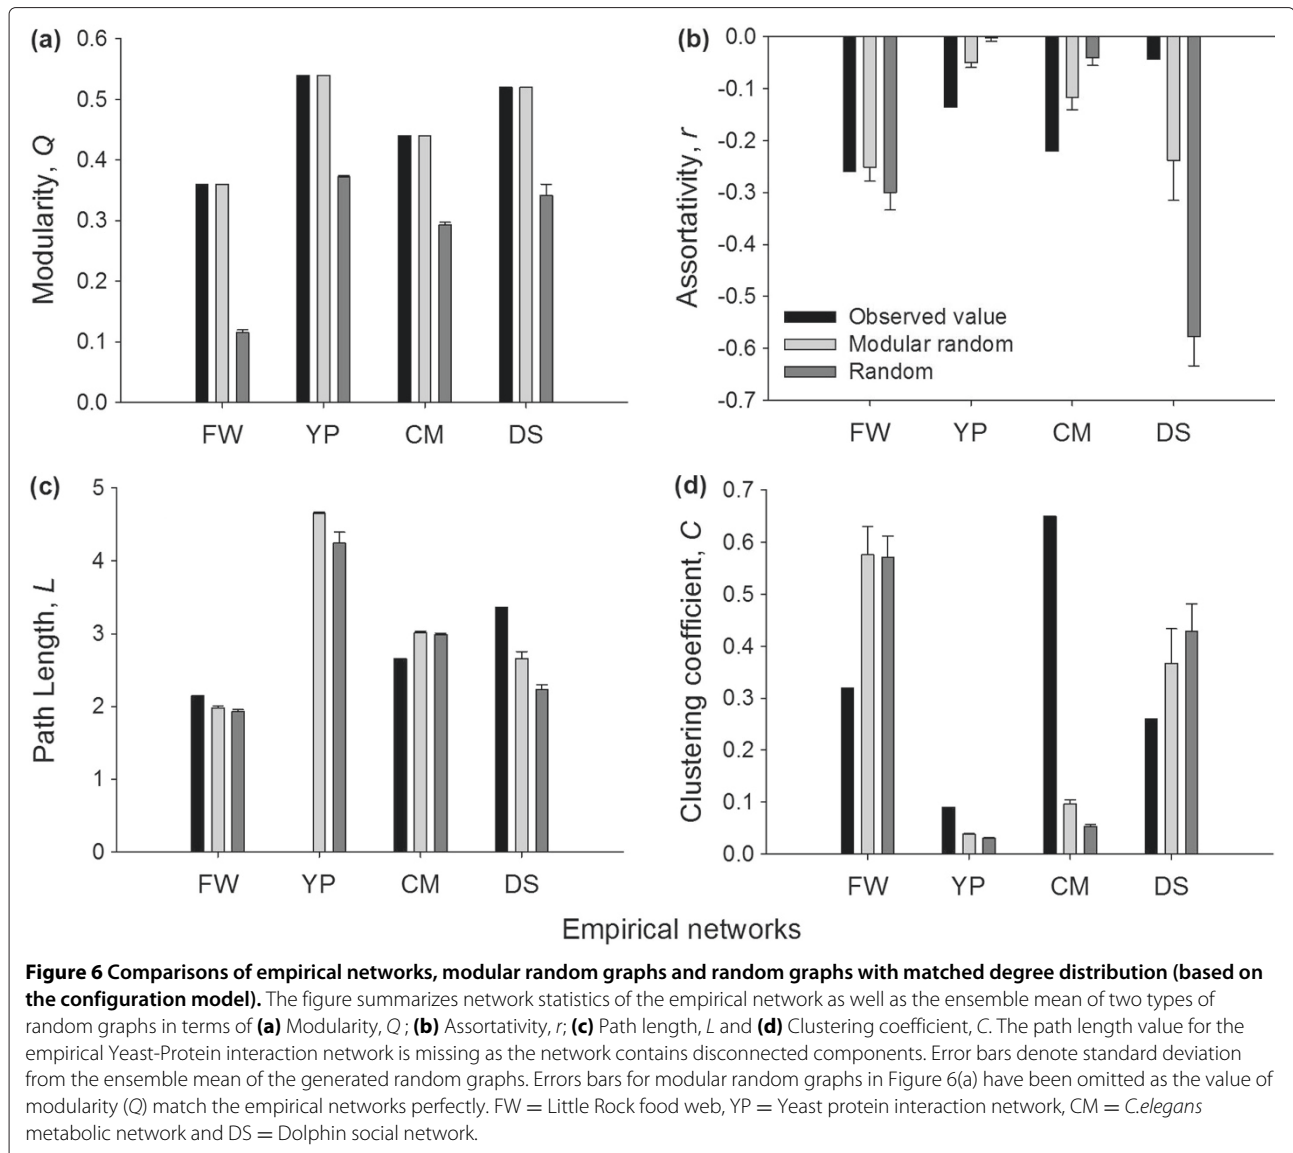 (a)
0.6
0.5
0.4
0.3
0.2
0.1
0.0
Modularity, Q
FW YP CM DS
(b)
0.0
-0.1
-0.2
-0.3
-0.4
-0.5
-0.6
-0.7
Assortativity, r
Observed value
Modular random
Random
FW YP CM DS
(c)
5
4
3
2
1
0
Path Length, L
FW YP CM DS
(d)
0.7
0.6
0.5
0.4
0.3
0.2
0.1
0.0
Clustering coefficient, C
FW YP CM DS
Empirical networks
Figure 6 Comparisons of empirical networks, modular random graphs and random graphs with matched degree distribution (based on
the configuration model). The figure summarizes network statistics of the empirical network as well as the ensemble mean of two types of
random graphs in terms of (a) Modularity, Q ; (b) Assortativity, r; (c) Path length, L and (d) Clustering coefficient, C. The path length value for the
empirical Yeast-Protein interaction network is missing as the network contains disconnected components. Error bars denote standard deviation
from the ensemble mean of the generated random graphs. Errors bars for modular random graphs in Figure 6(a) have been omitted as the value of
modularity (Q) match the empirical networks perfectly. FW = Little Rock food web, YP = Yeast protein interaction network, CM = C.elegans
metabolic network and DS = Dolphin social network.